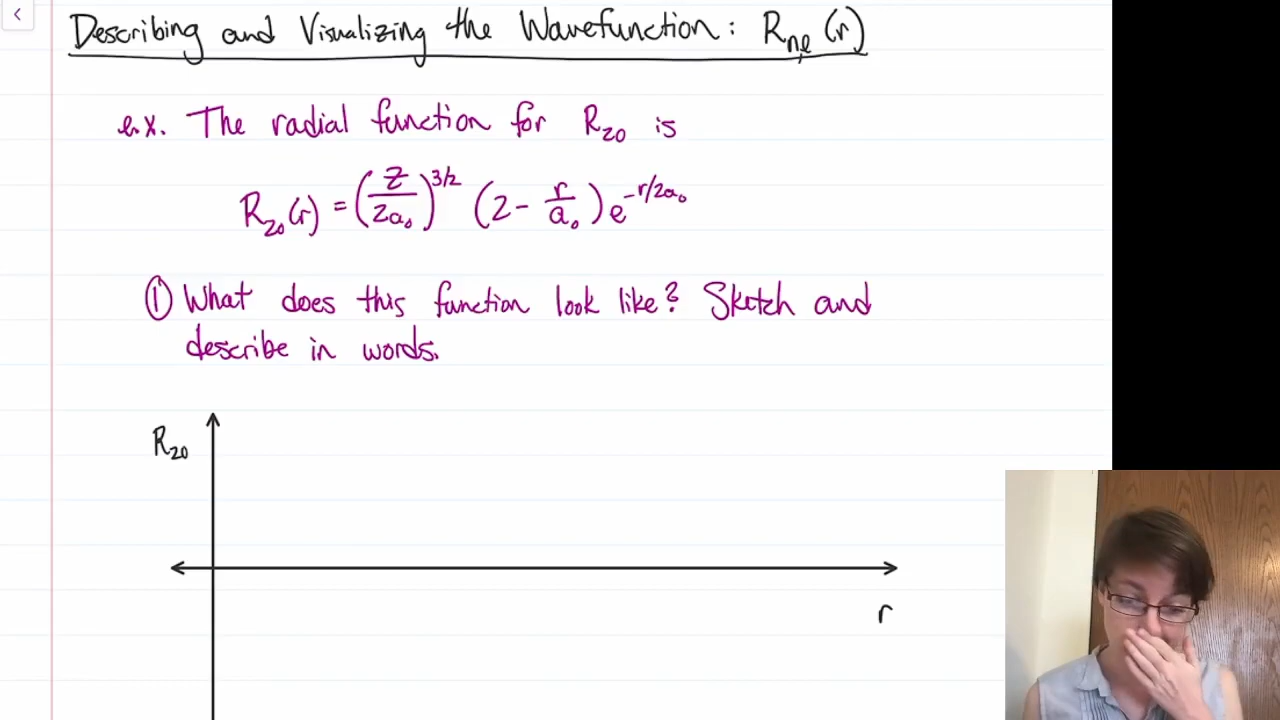 Describing and Visualizing the Wavefunction: Rₙ,ℓ(r)
ex. The radial function for R₂₀ is
R₂₀(r) = (Z/2a₀)^3/2 (2 - r/a₀) e^-r/2a₀
① What does this function look like? Sketch and
describe in words.
R₂₀
r